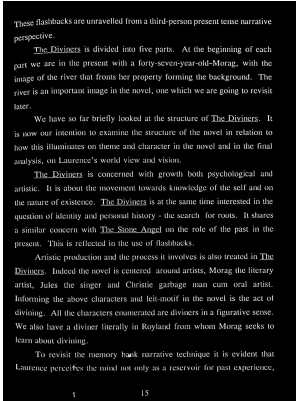 These flashbacks are unravelled from a third-person present tense narrative
perspective.
The Diviners is divided into five parts. At the beginning of each
part we are in the present with a forty-seven-year-old-Morag, with the
image of the river that fronts her property forming the background. The
river is an important image in the novel, one which we are going to revisit
later.
We have so far briefly looked at the structure of The Diviners. It
is now our intention to examine the structure of the novel in relation to
how this illuminates on theme and character in the novel and in the final
analysis, on Laurence's world view and vision.
The Diviners is concerned with growth both psychological and
artistic. It is about the movement towards knowledge of the self and on
the nature of existence. The Diviners is at the same time interested in the
question of identity and personal history - the search for roots. It shares
a similar concern with The Stone Angel on the role of the past in the
present. This is reflected in the use of flashbacks.
Artistic production and the process it involves is also treated in The
Diviners. Indeed the novel is centered around artists, Morag the literary
artist, Jules the singer and Christie garbage man cum oral artist.
Informing the above characters and leit-motif in the novel is the act of
divining. All the characters enumerated are diviners in a figurative sense.
We also have a diviner literally in Royland from whom Morag seeks to
learn about divining.
To revisit the memory bank narrative technique it is evident that
Laurence perceives the mind not only as a reservoir for past experience,
15